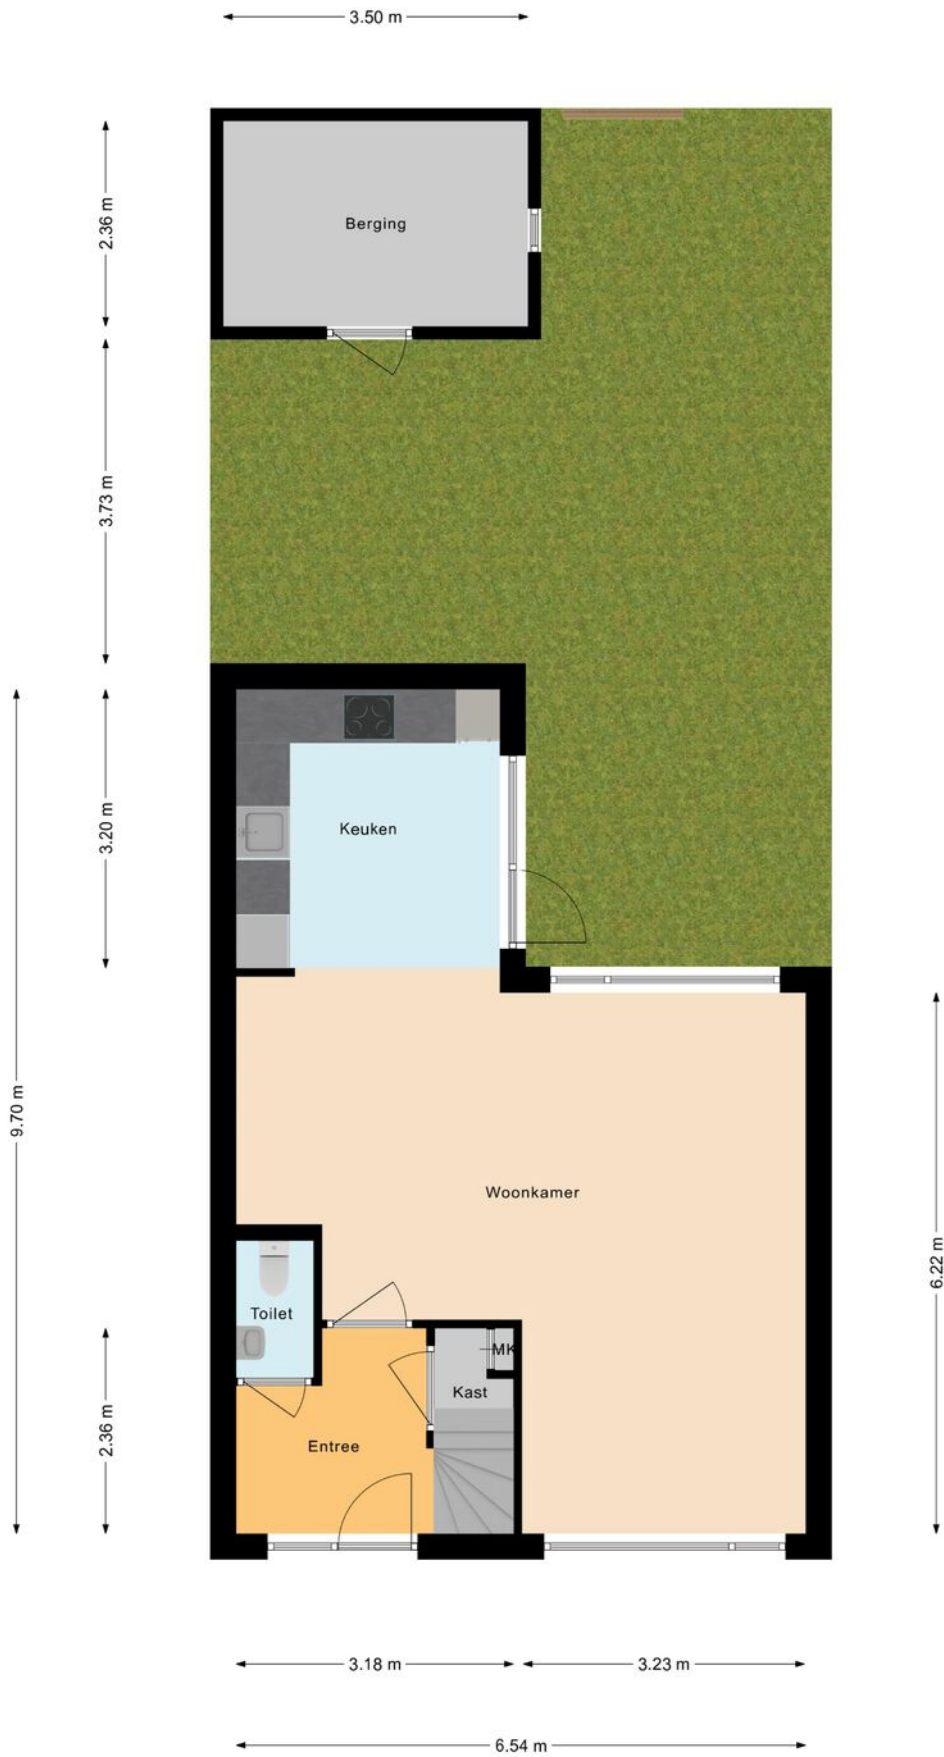 3.50 m
2.36 m
Berging
3.73 m
3.20 m
Keuken
9.70 m
Woonkamer
6.22 m
Toilet
MK
Kast
2.36 m
Entree
3.18 m
3.23 m
6.54 m